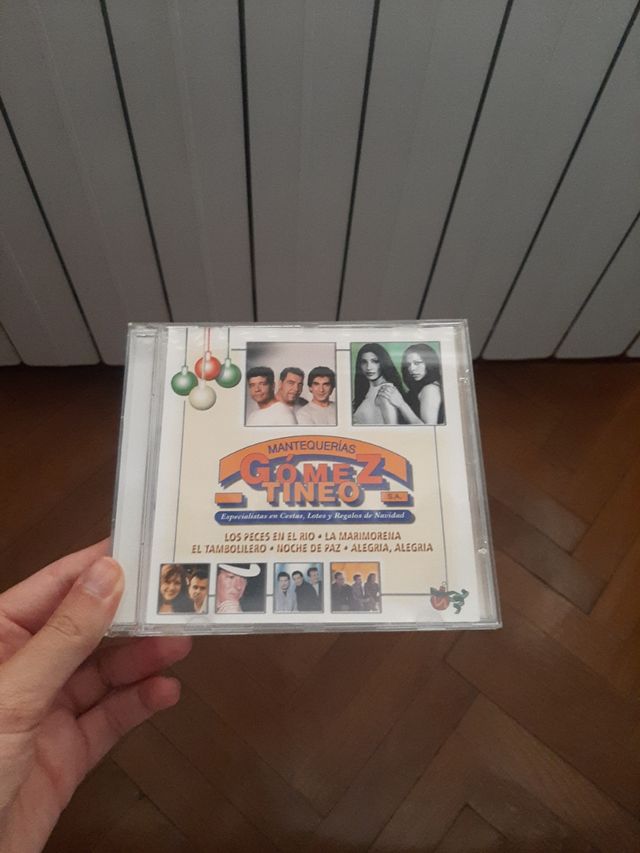 MANTEQUERÍAS
GÓMEZ
TINEO S.A.
Especialistas en Cestas, Lotes y Regalos de Navidad
LOS PECES EN EL RIO • LA MARIMORENA
EL TAMBOLILERO • NOCHE DE PAZ • ALEGRIA, ALEGRIA